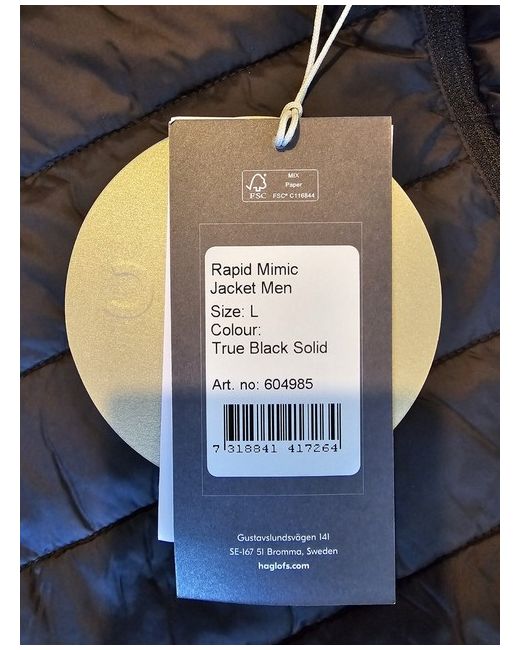 MIX
Paper
FSC
FSC® C116844
Rapid Mimic
Jacket Men
Size: L
Colour:
True Black Solid
Art. no: 604985
7 318841 417264
Gustavslundsvägen 141
SE-167 51 Bromma, Sweden
haglofs.com